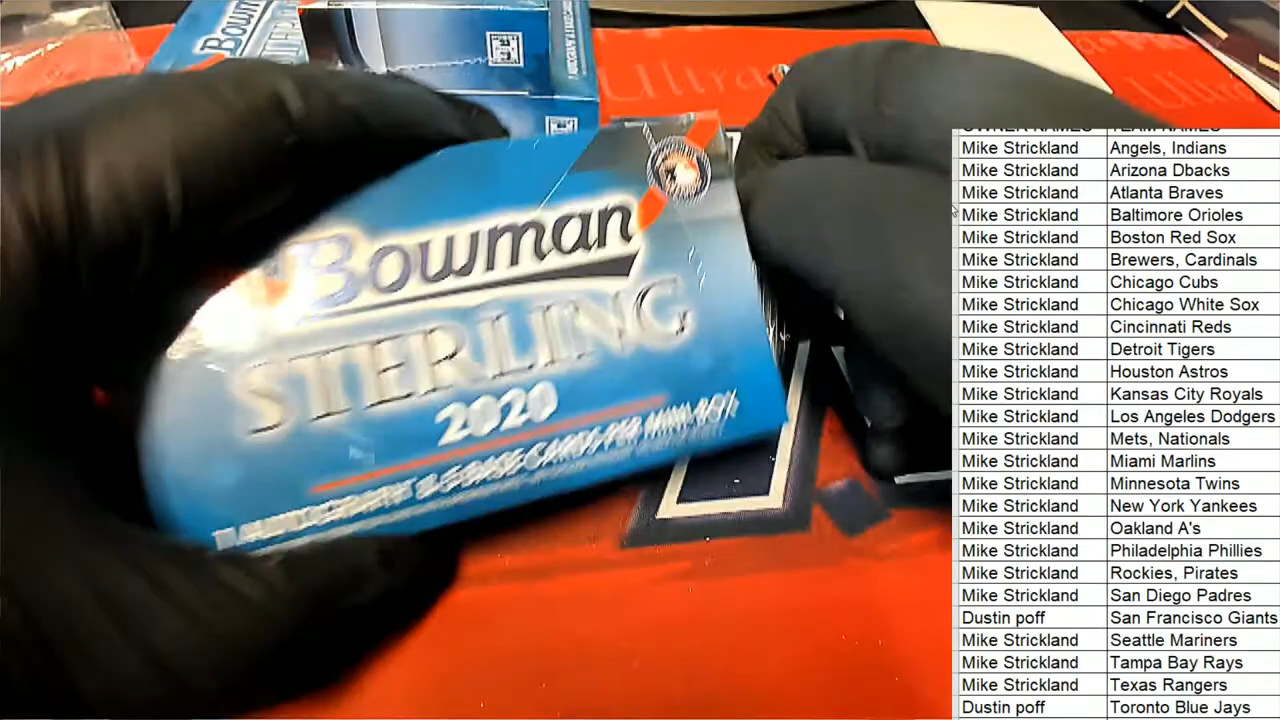 Bowman
Ultra
Bowman
STERLING
2020
OWNER NAMES TEAM NAMES
Mike Strickland Angels, Indians
Mike Strickland Arizona Dbacks
Mike Strickland Atlanta Braves
Mike Strickland Baltimore Orioles
Mike Strickland Boston Red Sox
Mike Strickland Brewers, Cardinals
Mike Strickland Chicago Cubs
Mike Strickland Chicago White Sox
Mike Strickland Cincinnati Reds
Mike Strickland Detroit Tigers
Mike Strickland Houston Astros
Mike Strickland Kansas City Royals
Mike Strickland Los Angeles Dodgers
Mike Strickland Mets, Nationals
Mike Strickland Miami Marlins
Mike Strickland Minnesota Twins
Mike Strickland New York Yankees
Mike Strickland Oakland A's
Mike Strickland Philadelphia Phillies
Mike Strickland Rockies, Pirates
Mike Strickland San Diego Padres
Dustin poff San Francisco Giants
Mike Strickland Seattle Mariners
Mike Strickland Tampa Bay Rays
Mike Strickland Texas Rangers
Dustin poff Toronto Blue Jays